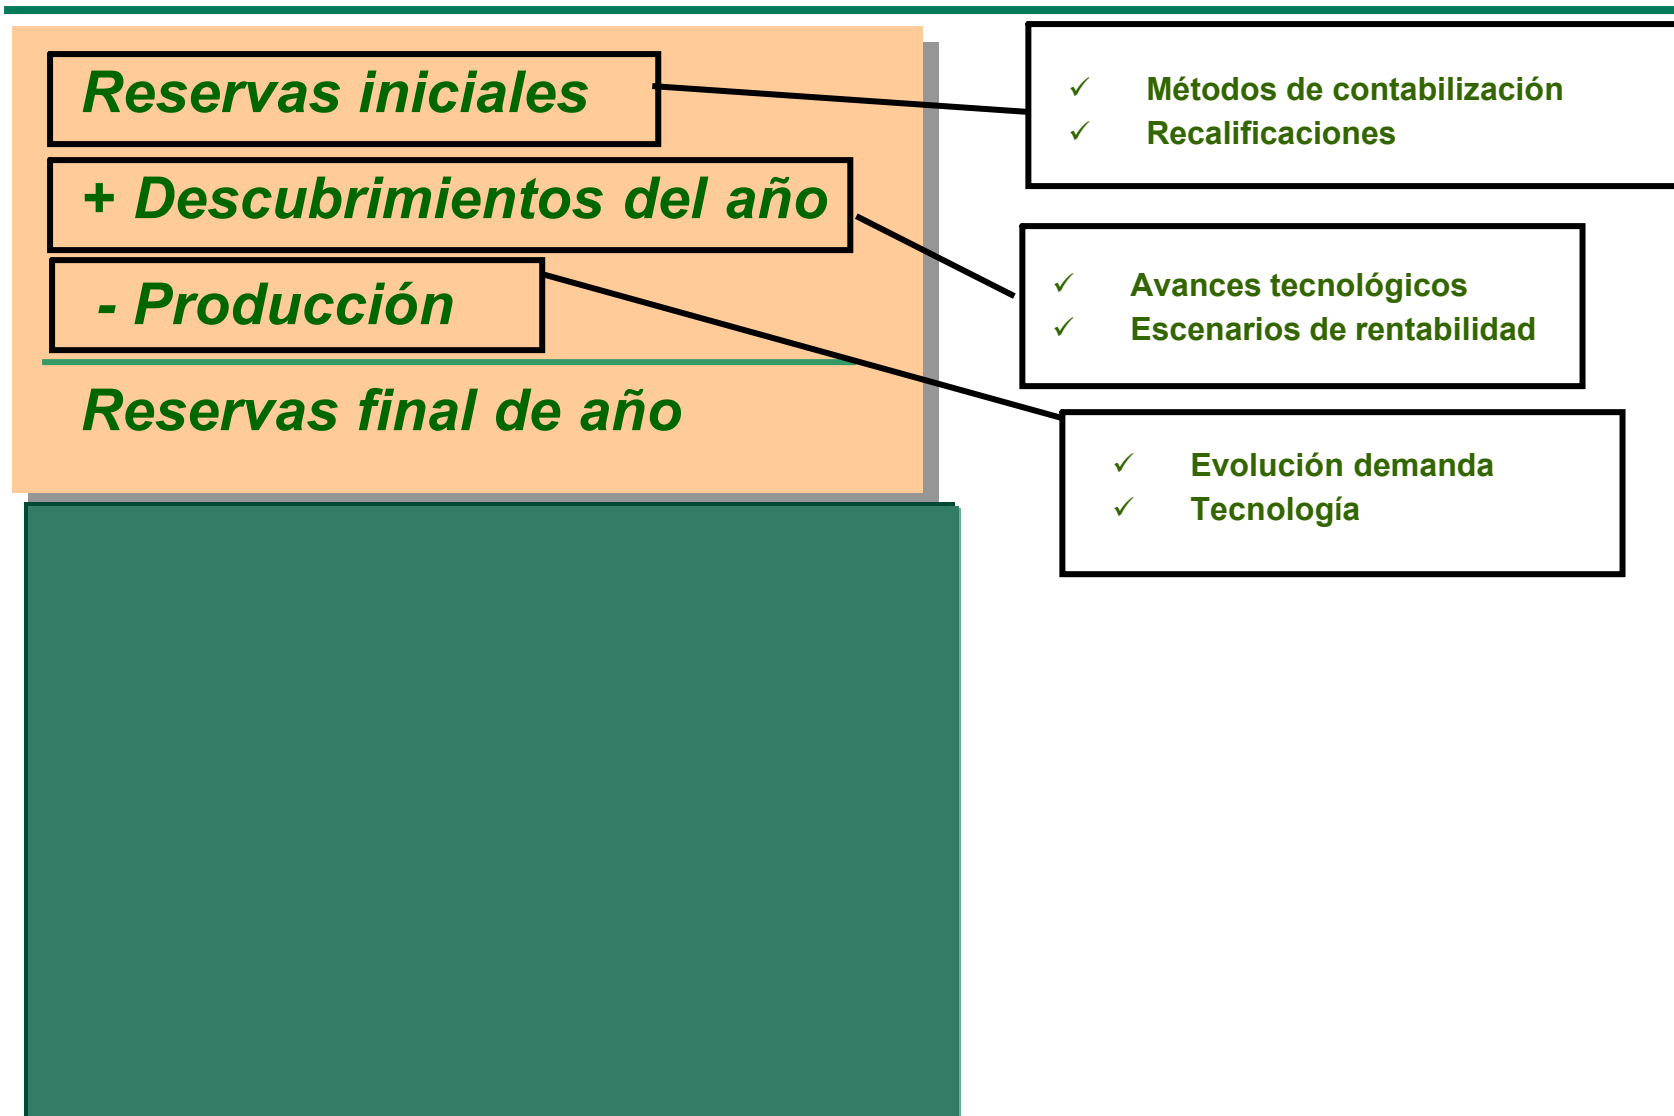 Reservas iniciales
+ Descubrimientos del año
- Producción
Reservas final de año
✓ Métodos de contabilización
✓ Recalificaciones
✓ Avances tecnológicos
✓ Escenarios de rentabilidad
✓ Evolución demanda
✓ Tecnología